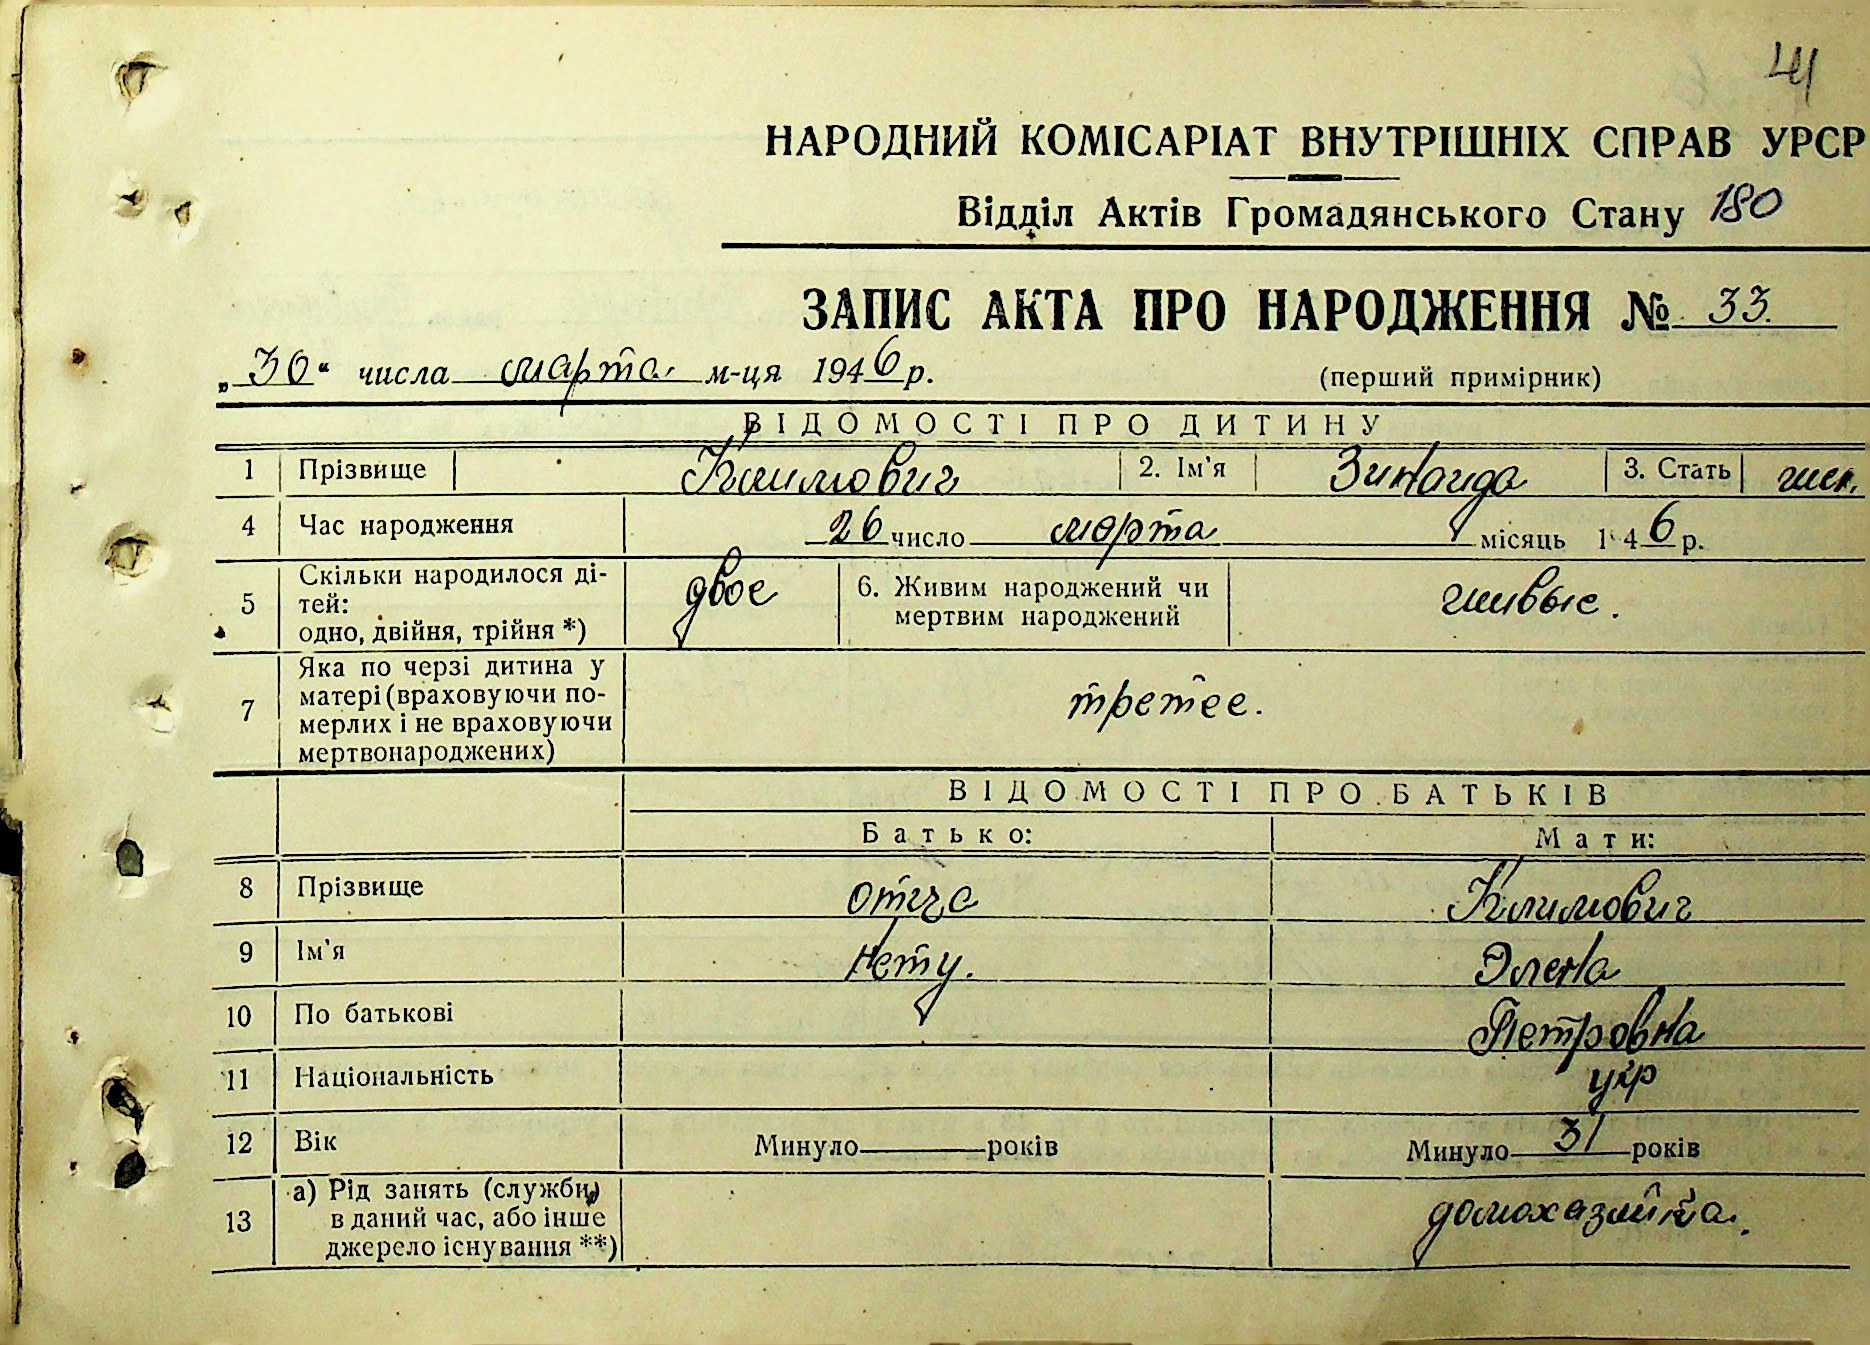 41
НАРОДНИЙ КОМІСАРІАТ ВНУТРІШНІХ СПРАВ УРСР
Відділ Актів Громадянського Стану 180
ЗАПИС АКТА ПРО НАРОДЖЕННЯ № 33.
„30“ числа марта м-ця 1946 р. (перший примірник)
ВІДОМОСТІ ПРО ДИТИНУ
1 Прізвище Климович 2. Ім'я Зинаида 3. Стать жен.
4 Час народження 26 число марта місяць 1946 р.
5 Скільки народилося ді-
тей:
одно, двійня, трійня *) двое 6. Живим народжений чи
мертвим народжений живые.
7 Яка по черзі дитина у
матері (враховуючи по-
мерлих і не враховуючи
мертвонароджених) третее.
ВІДОМОСТІ ПРО БАТЬКІВ
Батько: Мати:
8 Прізвище отца Климович
9 Ім'я нету. Элена
10 По батькові Петровна
11 Національність укр
12 Вік Минуло років Минуло 31 років
13 а) Рід занять (служби)
в даний час, або інше
джерело існування **) домохазяйка.